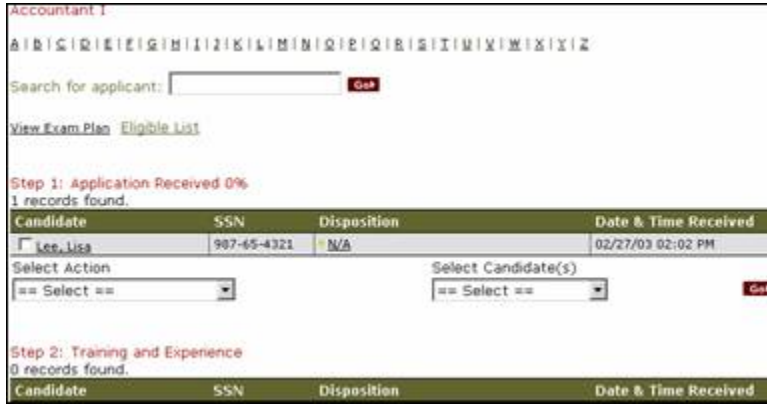 Accountant I
A | B | C | D | E | F | G | H | I | J | K | L | M | N | O | P | Q | R | S | T | U | V | W | X | Y | Z
Search for applicant: Go
View Exam Plan Eligible List
Step 1: Application Received 0%
1 records found.
Candidate SSN Disposition Date & Time Received
Lee, Lisa 987-65-4321 * N/A 02/27/03 02:02 PM
Select Action Select Candidate(s)
== Select == == Select == Go
Step 2: Training and Experience
0 records found.
Candidate SSN Disposition Date & Time Received